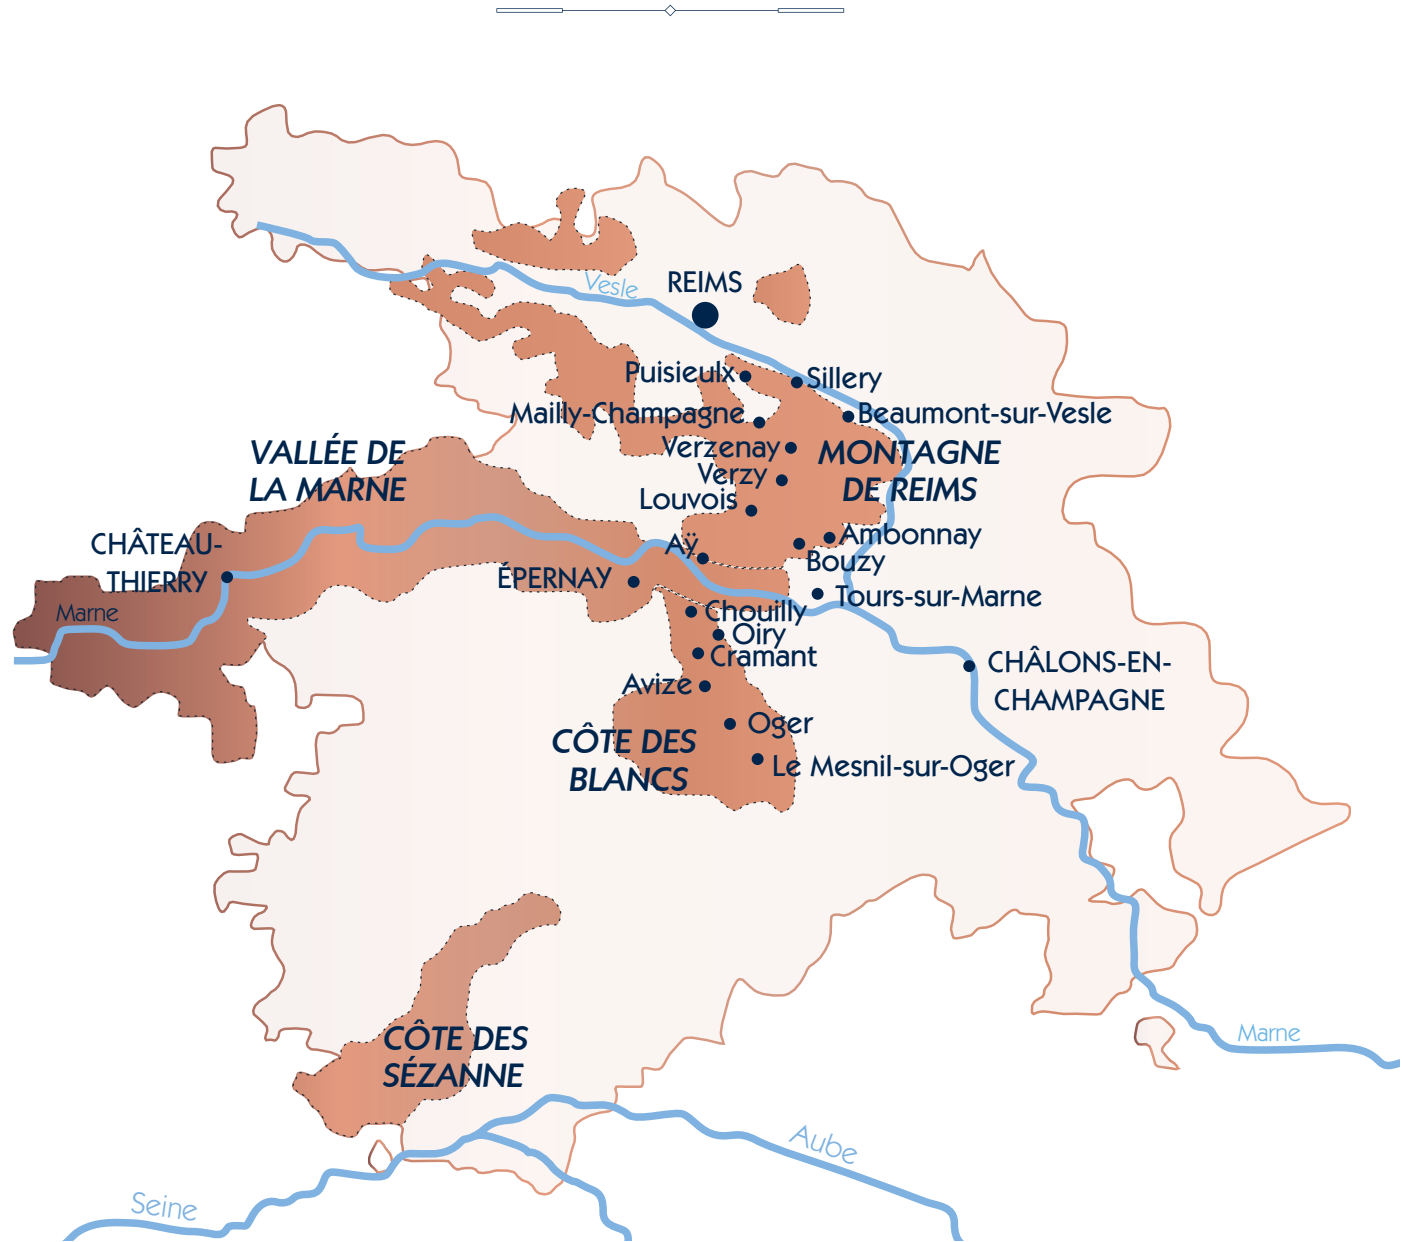 Vesle
REIMS
Puisieulx
Sillery
Mailly-Champagne
Beaumont-sur-Vesle
VALLÉE DE
LA MARNE
Verzenay
MONTAGNE
DE REIMS
Verzy
Louvois
CHÂTEAU-
THIERRY
Aÿ
Ambonnay
Bouzy
ÉPERNAY
Tours-sur-Marne
Marne
Chouilly
Oiry
Cramant
CHÂLONS-EN-
CHAMPAGNE
Avize
Oger
CÔTE DES
BLANCS
Le Mesnil-sur-Oger
CÔTE DES
SÉZANNE
Marne
Aube
Seine